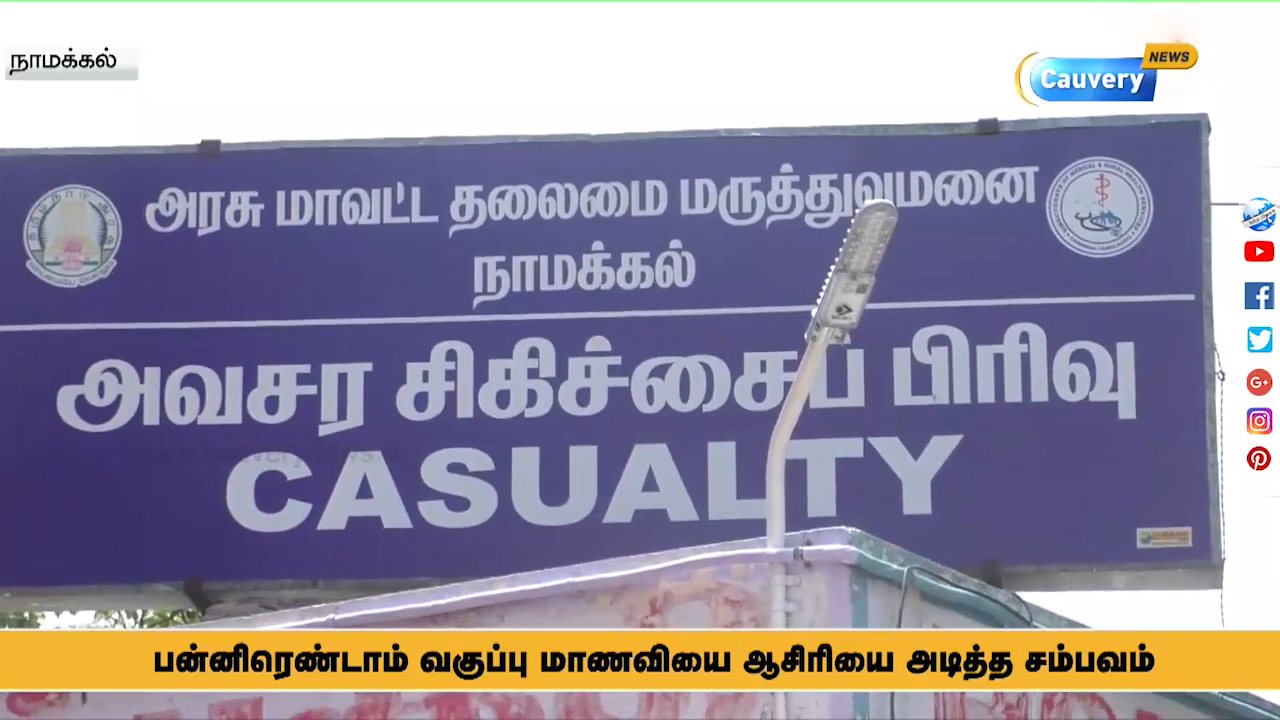 நாமக்கல்
Cauvery NEWS
அரசு மாவட்ட தலைமை மருத்துவமனை
நாமக்கல்
அவசர சிகிச்சைப் பிரிவு
CASUALTY
பன்னிரெண்டாம் வகுப்பு மாணவியை ஆசிரியை அடித்த சம்பவம்